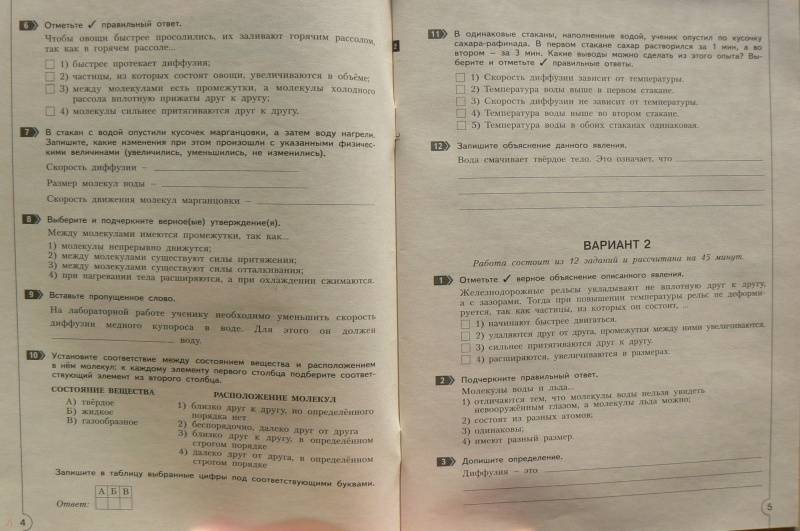 6 Отметьте ✓ правильный ответ.
Чтобы овощи быстрее просолились, их заливают горячим рассолом,
так как в горячем рассоле...
1) быстрее протекает диффузия;
2) частицы, из которых состоят овощи, увеличиваются в объёме;
3) между молекулами есть промежутки, а молекулы холодного
рассола вплотную прижаты друг к другу;
4) молекулы сильнее притягиваются друг к другу.
7 В стакан с водой опустили кусочек марганцовки, а затем воду нагрели.
Запишите, какие изменения при этом произошли с указанными физичес-
кими величинами (увеличились, уменьшились, не изменились).
Скорость диффузии –
Размер молекул воды –
Скорость движения молекул марганцовки –
8 Выберите и подчеркните верное(ые) утверждение(я).
Между молекулами имеются промежутки, так как...
1) молекулы непрерывно движутся;
2) между молекулами существуют силы притяжения;
3) между молекулами существуют силы отталкивания;
4) при нагревании тела расширяются, а при охлаждении сжимаются.
9 Вставьте пропущенное слово.
На лабораторной работе ученику необходимо уменьшить скорость
диффузии медного купороса в воде. Для этого он должен
воду.
10 Установите соответствие между состоянием вещества и расположением
в нём молекул: к каждому элементу первого столбца подберите соответ-
ствующий элемент из второго столбца.
СОСТОЯНИЕ ВЕЩЕСТВА
А) твёрдое
Б) жидкое
В) газообразное
РАСПОЛОЖЕНИЕ МОЛЕКУЛ
1) близко друг к другу, но определённого
порядка нет
2) беспорядочно, далеко друг от друга
3) близко друг к другу, в определённом
строгом порядке
4) далеко друг от друга, в определённом
строгом порядке
Запишите в таблицу выбранные цифры под соответствующими буквами.
Ответ: А Б В
4
11 В одинаковые стаканы, наполненные водой, ученик опустил по кусочку
сахара-рафинада. В первом стакане сахар растворился за 1 мин, а во
втором – за 3 мин. Какие выводы можно сделать из этого опыта? Вы-
берите и отметьте ✓ правильные ответы.
1) Скорость диффузии зависит от температуры.
2) Температура воды выше в первом стакане.
3) Скорость диффузии не зависит от температуры.
4) Температура воды выше во втором стакане.
5) Температура воды в обоих стаканах одинаковая.
12 Запишите объяснение данного явления.
Вода смачивает твёрдое тело. Это означает, что
ВАРИАНТ 2
Работа состоит из 12 заданий и рассчитана на 45 минут.
1 Отметьте ✓ верное объяснение описанного явления.
Железнодорожные рельсы укладывают не вплотную друг к другу,
а с зазорами. Тогда при повышении температуры рельс не деформи-
руется, так как частицы, из которых он состоит, ...
1) начинают быстрее двигаться.
2) удаляются друг от друга, промежутки между ними увеличиваются.
3) сильнее притягиваются друг к другу.
4) расширяются, увеличиваются в размерах.
2 Подчеркните правильный ответ.
Молекулы воды и льда...
1) отличаются тем, что молекулы воды нельзя увидеть
невооружённым глазом, а молекулы льда можно;
2) состоят из разных атомов;
3) одинаковы;
4) имеют разный размер.
3 Допишите определение.
Диффузия – это
5